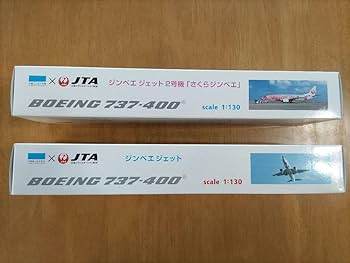 × JTA
ジンベエ ジェット 2号機「さくらジンベエ」
BOEING 737-400®
scale 1:130
× JTA
ジンベエ ジェット
BOEING 737-400®
scale 1:130